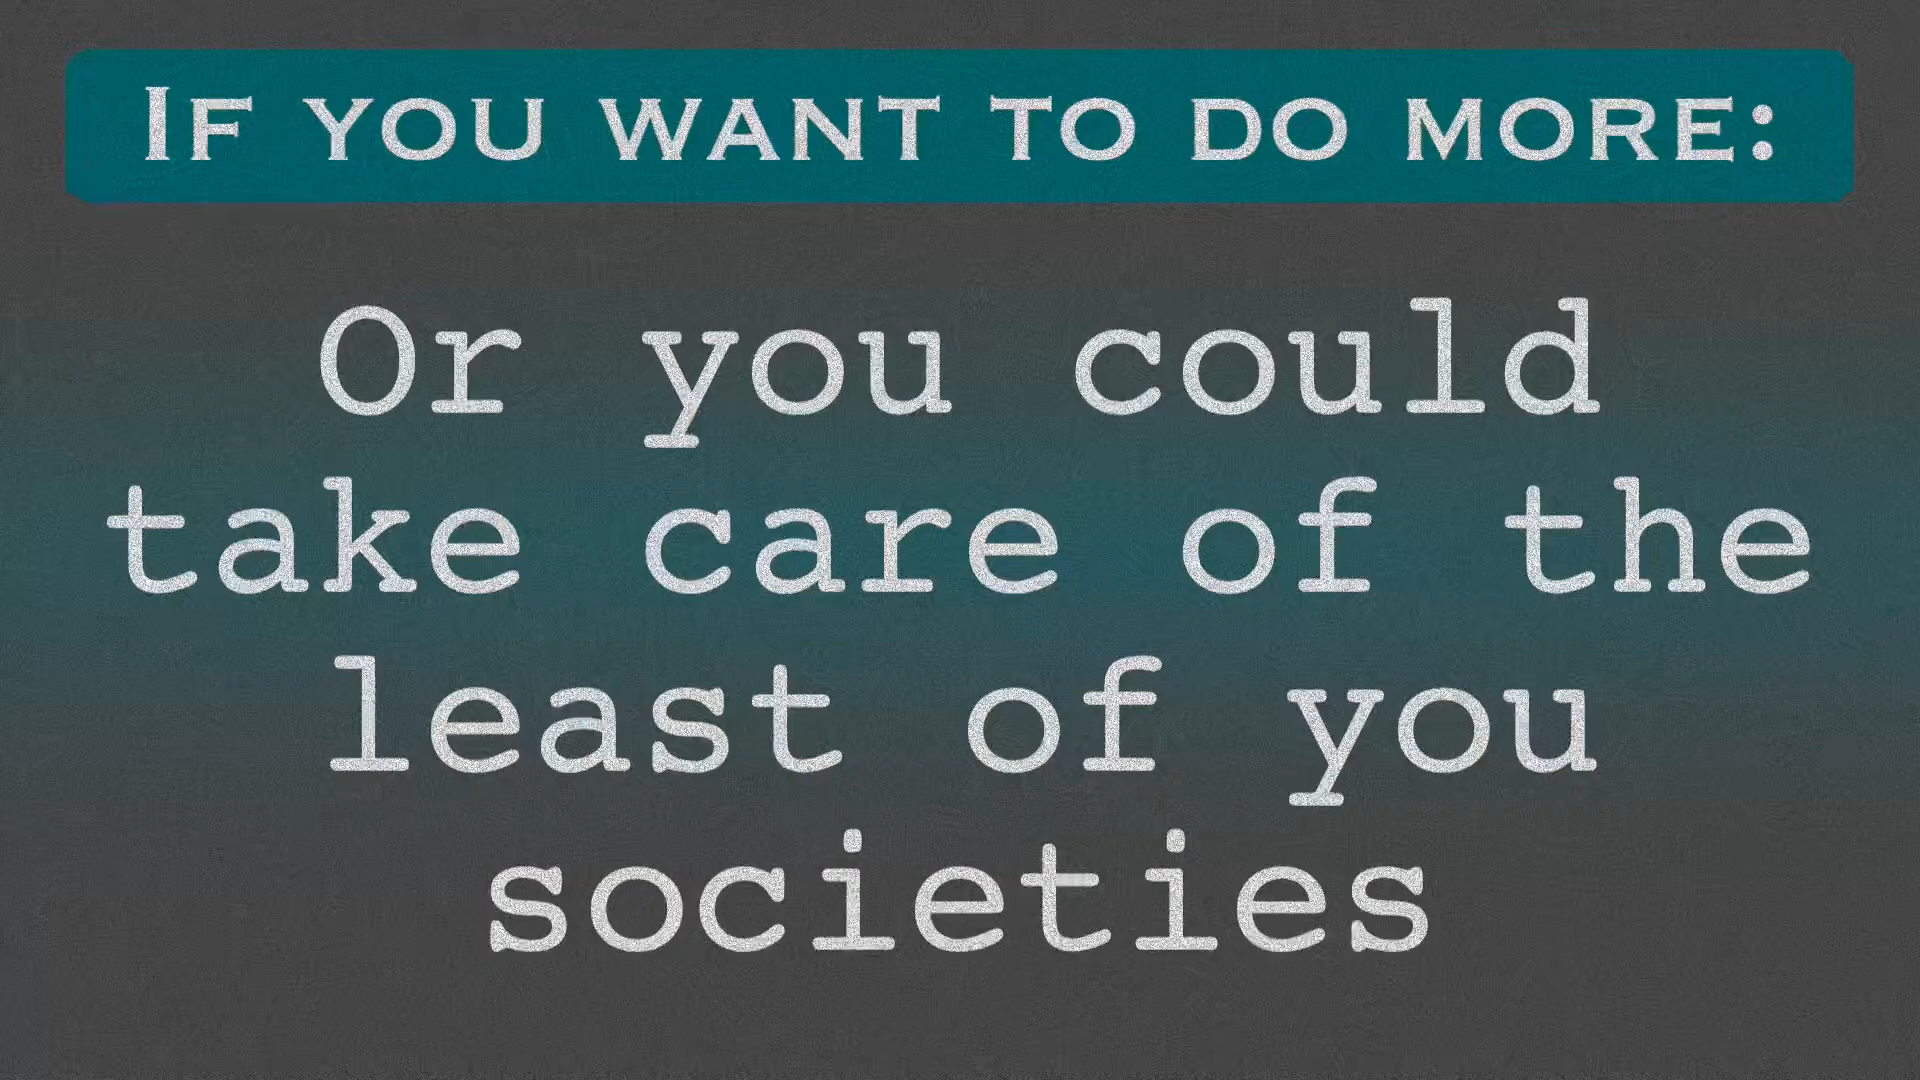 If you want to do more:
Or you could
take care of the
least of you
societies